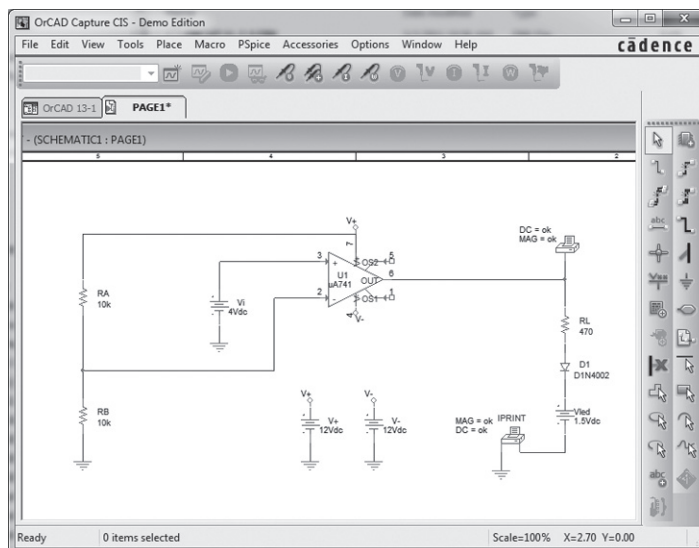 OrCAD Capture CIS - Demo Edition
File Edit View Tools Place Macro PSpice Accessories Options Window Help cādence
OrCAD 13-1 PAGE1*
- (SCHEMATIC1 : PAGE1)
5 4 3 2
V+
7
DC = ok
MAG = ok
3 + OS2 5
U1
uA741
OUT 6
2 - OS1 1
4
V-
RA
10k
Vi
4Vdc
RL
470
D1
D1N4002
RB
10k
V+ V-
V+
12Vdc
V-
12Vdc
MAG = ok IPRINT
DC = ok
Vled
1.5Vdc
abc
abc
Ready 0 items selected Scale=100% X=2.70 Y=0.00